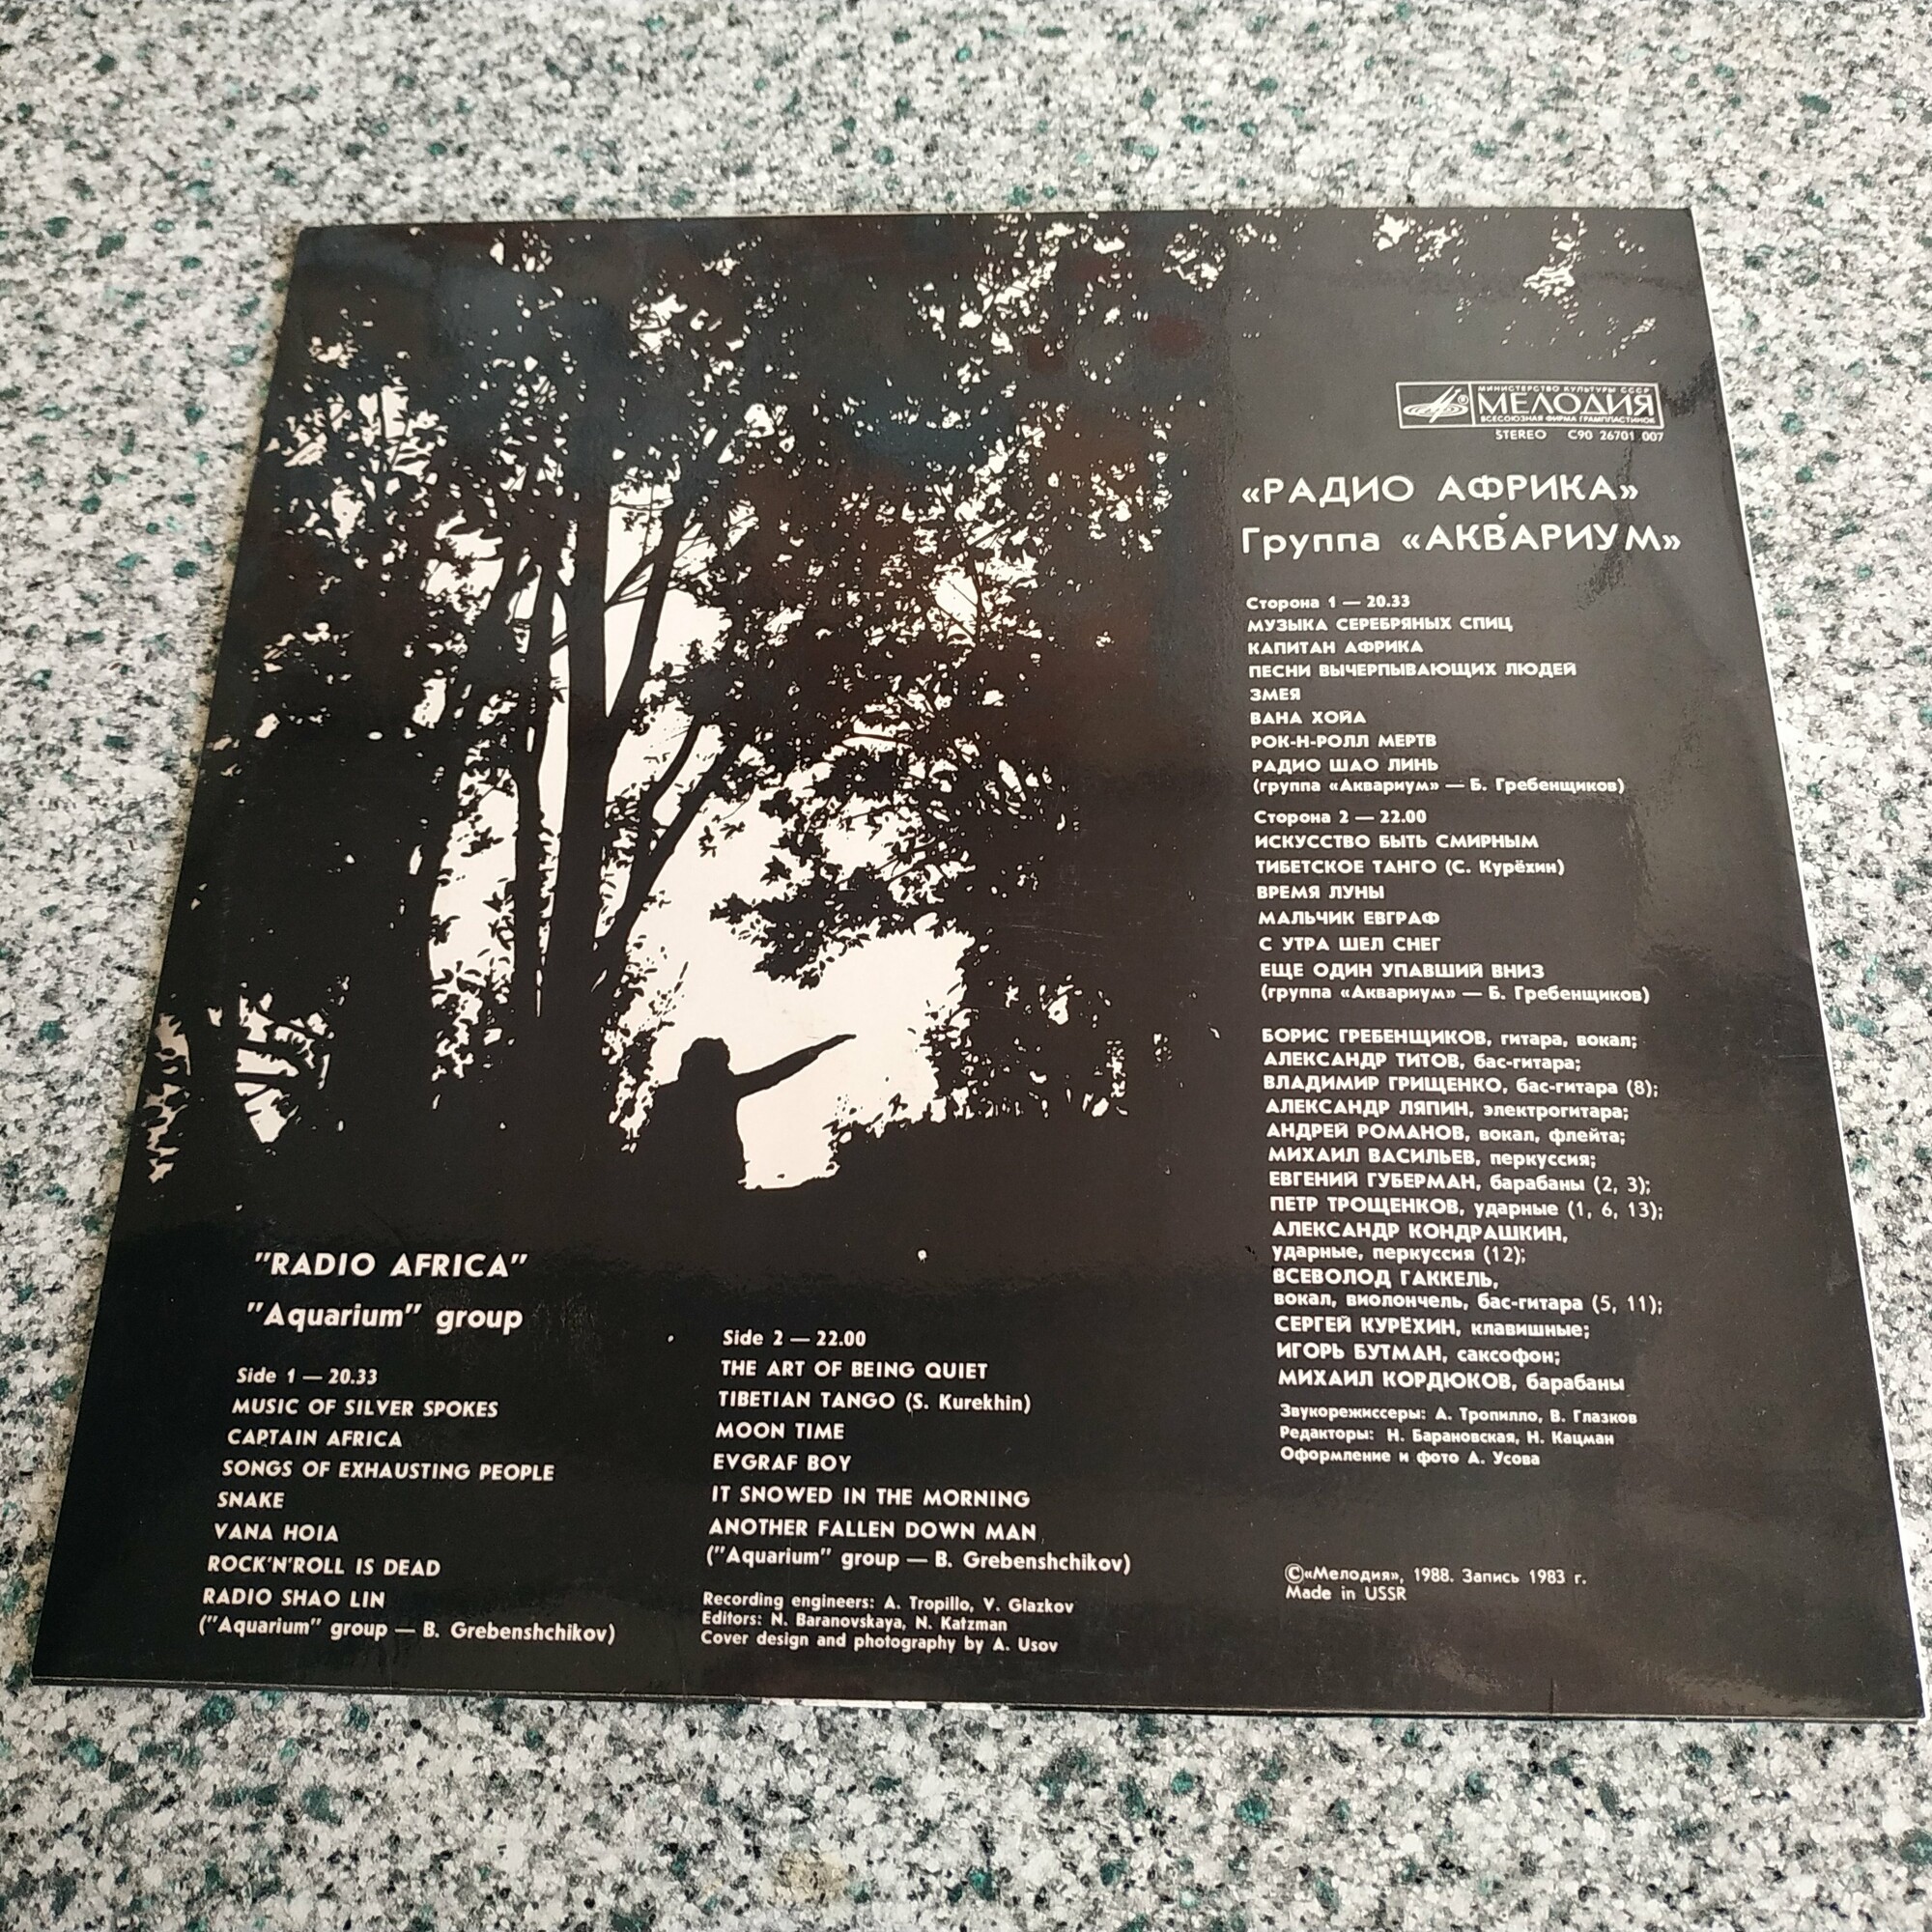 МИНИСТЕРСТВО КУЛЬТУРЫ СССР
МЕЛОДИЯ
ВСЕСОЮЗНАЯ ФИРМА ГРАМПЛАСТИНОК
STEREO С90 26701 007
«РАДИО АФРИКА»
Группа «АКВАРИУМ»
Сторона 1 — 20.33
МУЗЫКА СЕРЕБРЯНЫХ СПИЦ
КАПИТАН АФРИКА
ПЕСНИ ВЫЧЕРПЫВАЮЩИХ ЛЮДЕЙ
ЗМЕЯ
ВАНА ХОЙА
РОК-Н-РОЛЛ МЕРТВ
РАДИО ШАО ЛИНЬ
(группа «Аквариум» — Б. Гребенщиков)
Сторона 2 — 22.00
ИСКУССТВО БЫТЬ СМИРНЫМ
ТИБЕТСКОЕ ТАНГО (С. Курёхин)
ВРЕМЯ ЛУНЫ
МАЛЬЧИК ЕВГРАФ
С УТРА ШЕЛ СНЕГ
ЕЩЕ ОДИН УПАВШИЙ ВНИЗ
(группа «Аквариум» — Б. Гребенщиков)
БОРИС ГРЕБЕНЩИКОВ, гитара, вокал;
АЛЕКСАНДР ТИТОВ, бас-гитара;
ВЛАДИМИР ГРИЩЕНКО, бас-гитара (8);
АЛЕКСАНДР ЛЯПИН, электрогитара;
АНДРЕЙ РОМАНОВ, вокал, флейта;
МИХАИЛ ВАСИЛЬЕВ, перкуссия;
ЕВГЕНИЙ ГУБЕРМАН, барабаны (2, 3);
ПЕТР ТРОЩЕНКОВ, ударные (1, 6, 13);
АЛЕКСАНДР КОНДРАШКИН,
ударные, перкуссия (12);
ВСЕВОЛОД ГАККЕЛЬ,
вокал, виолончель, бас-гитара (5, 11);
СЕРГЕЙ КУРЁХИН, клавишные;
ИГОРЬ БУТМАН, саксофон;
МИХАИЛ КОРДЮКОВ, барабаны
Звукорежиссеры: А. Тропилло, В. Глазков
Редакторы: Н. Барановская, Н. Кацман
Оформление и фото А. Усова
©«Мелодия», 1988. Запись 1983 г.
Made in USSR
"RADIO AFRICA"
"Aquarium" group
Side 1 — 20.33
MUSIC OF SILVER SPOKES
CAPTAIN AFRICA
SONGS OF EXHAUSTING PEOPLE
SNAKE
VANA HOIA
ROCK'N'ROLL IS DEAD
RADIO SHAO LIN
("Aquarium" group — B. Grebenshchikov)
Side 2 — 22.00
THE ART OF BEING QUIET
TIBETIAN TANGO (S. Kurekhin)
MOON TIME
EVGRAF BOY
IT SNOWED IN THE MORNING
ANOTHER FALLEN DOWN MAN
("Aquarium" group — B. Grebenshchikov)
Recording engineers: A. Tropillo, V. Glazkov
Editors: N. Baranovskaya, N. Katzman
Cover design and photography by A. Usov